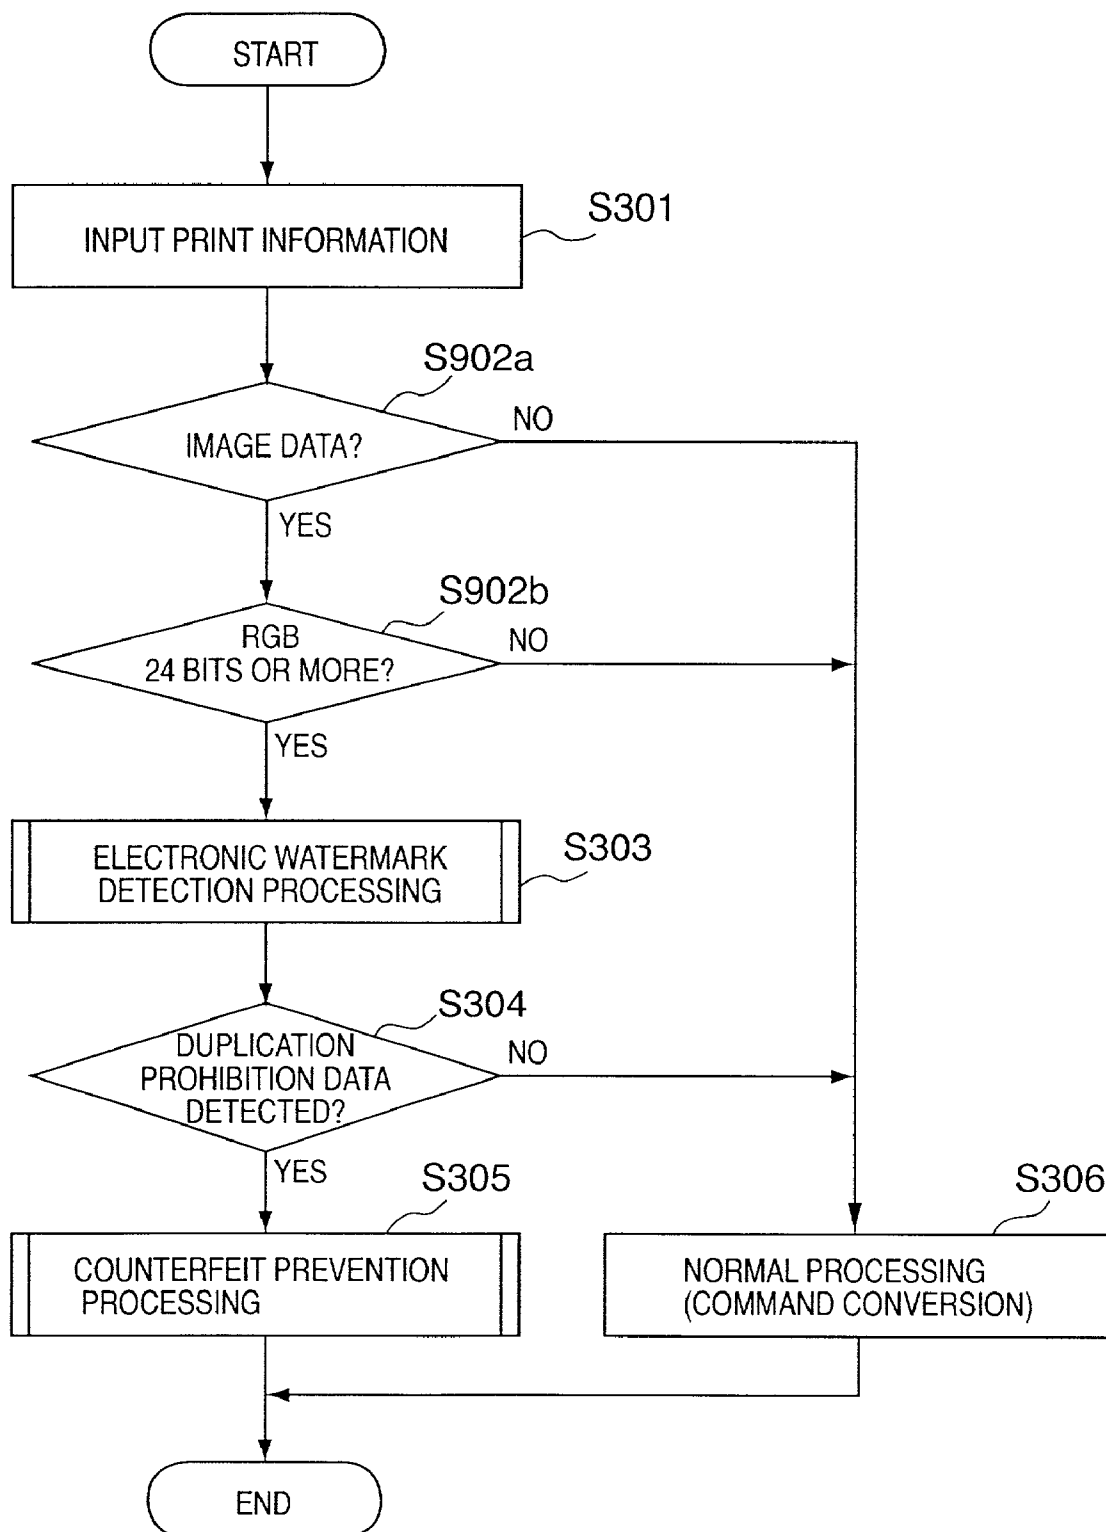 START
INPUT PRINT INFORMATION
S301
S902a
IMAGE DATA?
NO
YES
S902b
RGB
24 BITS OR MORE?
NO
YES
ELECTRONIC WATERMARK
DETECTION PROCESSING
S303
S304
DUPLICATION
PROHIBITION DATA
DETECTED?
NO
YES
S305
COUNTERFEIT PREVENTION
PROCESSING
S306
NORMAL PROCESSING
(COMMAND CONVERSION)
END